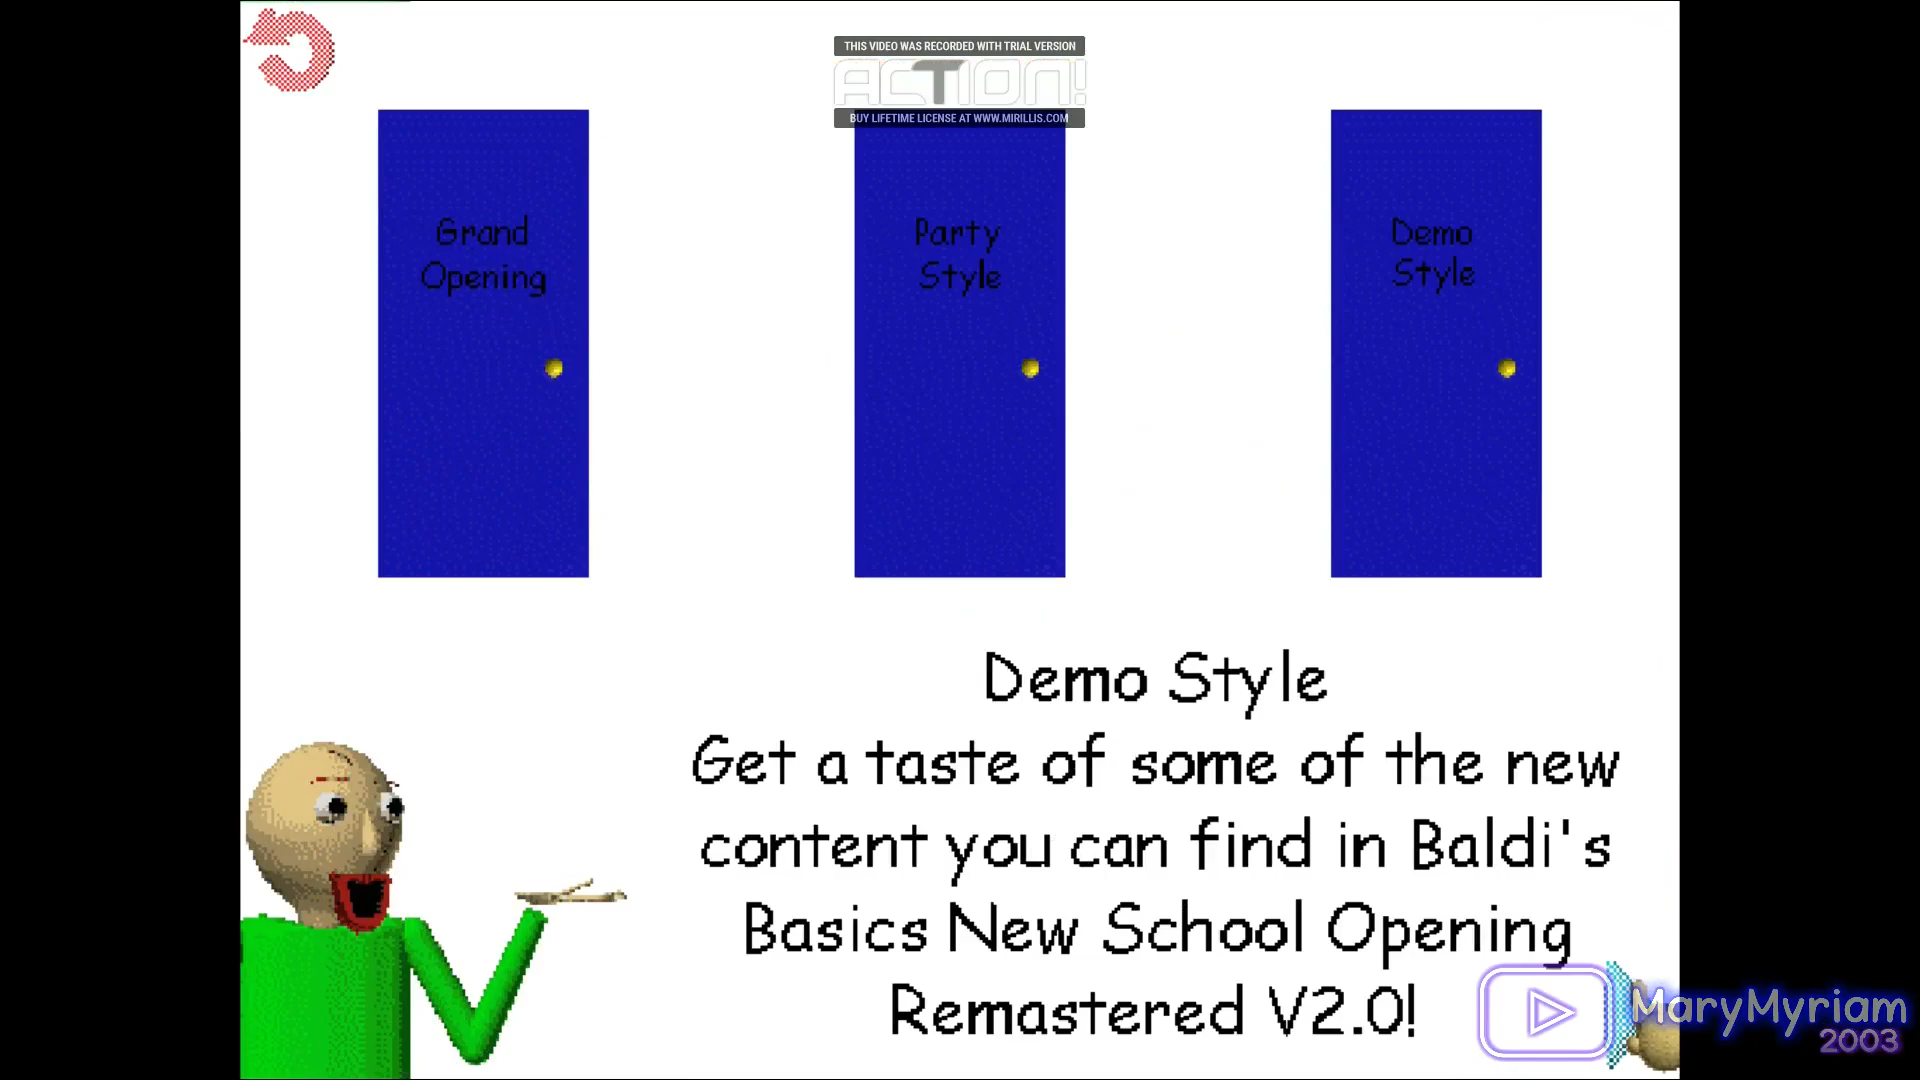 THIS VIDEO WAS RECORDED WITH TRIAL VERSION
ACTION!
BUY LIFETIME LICENSE AT WWW.MIRILLIS.COM
Grand
Opening
Party
Style
Demo
Style
Demo Style
Get a taste of some of the new
content you can find in Baldi's
Basics New School Opening
Remastered V2.0!
MaryMyriam
2003